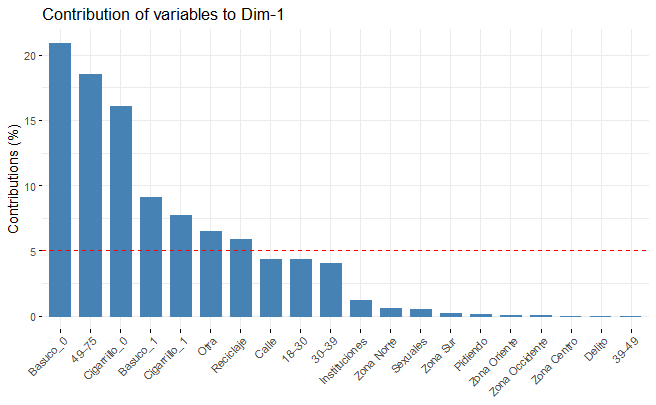 Contribution of variables to Dim-1
Contributions (%)
20
15
10
5
0
Basuco_0
49-75
Cigarrillo_0
Basuco_1
Cigarrillo_1
Otra
Reciclaje
Calle
18-30
30-39
Instituciones
Zona Norte
Sexuales
Zona Sur
Pidiendo
Zona Oriente
Zona Occidente
Zona Centro
Delito
39-49